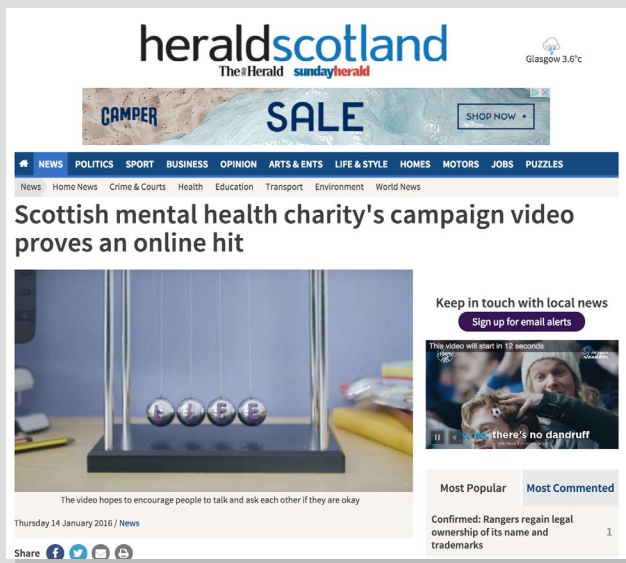 heraldscotland
The Herald sundayherald
Glasgow 3.6°c
CAMPER SALE SHOP NOW
NEWS POLITICS SPORT BUSINESS OPINION ARTS & ENTS LIFE & STYLE HOMES MOTORS JOBS PUZZLES
News Home News Crime & Courts Health Education Transport Environment World News
Scottish mental health charity's campaign video
proves an online hit
Keep in touch with local news
Sign up for email alerts
This video will start in 12 seconds
there's no dandruff
L I F E
The video hopes to encourage people to talk and ask each other if they are okay
Thursday 14 January 2016 / News
Share
Most Popular Most Commented
Confirmed: Rangers regain legal
ownership of its name and
trademarks
1